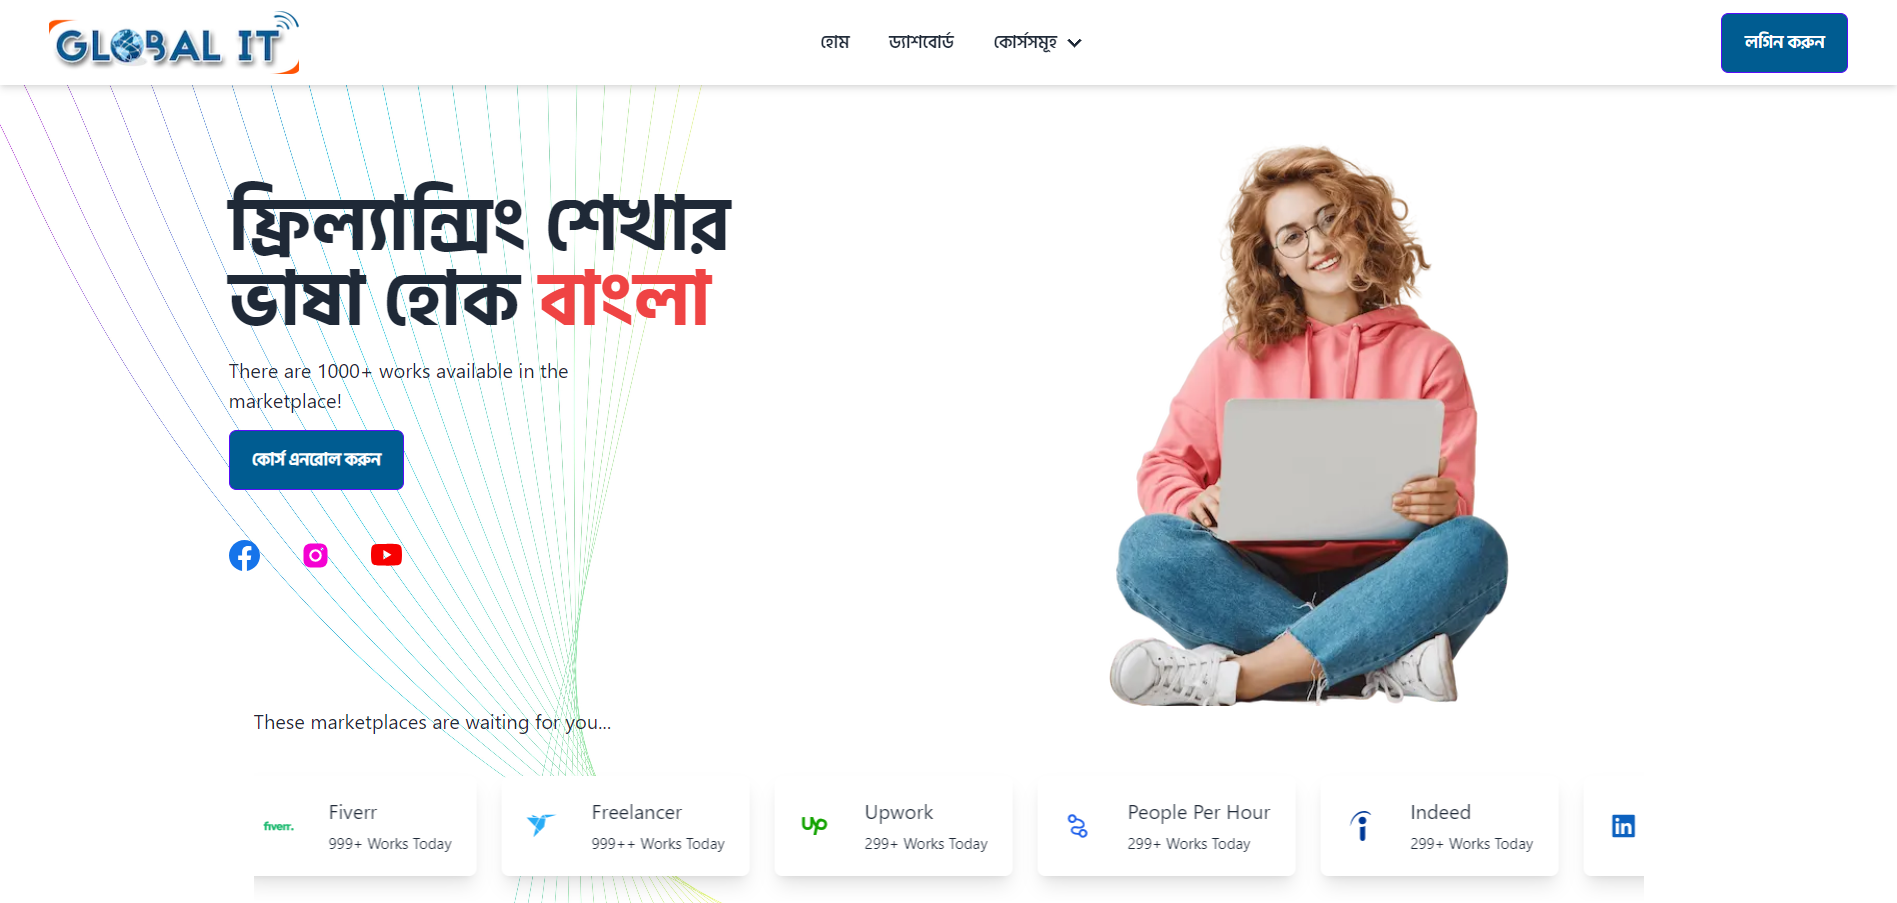 GLOBAL IT
হোম ড্যাশবোর্ড কোর্সসমূহ
লগিন করুন
ফ্রিল্যান্সিং শেখার
ভাষা হোক বাংলা
There are 1000+ works available in the
marketplace!
কোর্স এনরোল করুন
These marketplaces are waiting for you...
fiverr.
Fiverr
999+ Works Today
Freelancer
999++ Works Today
up
Upwork
299+ Works Today
People Per Hour
299+ Works Today
Indeed
299+ Works Today
in